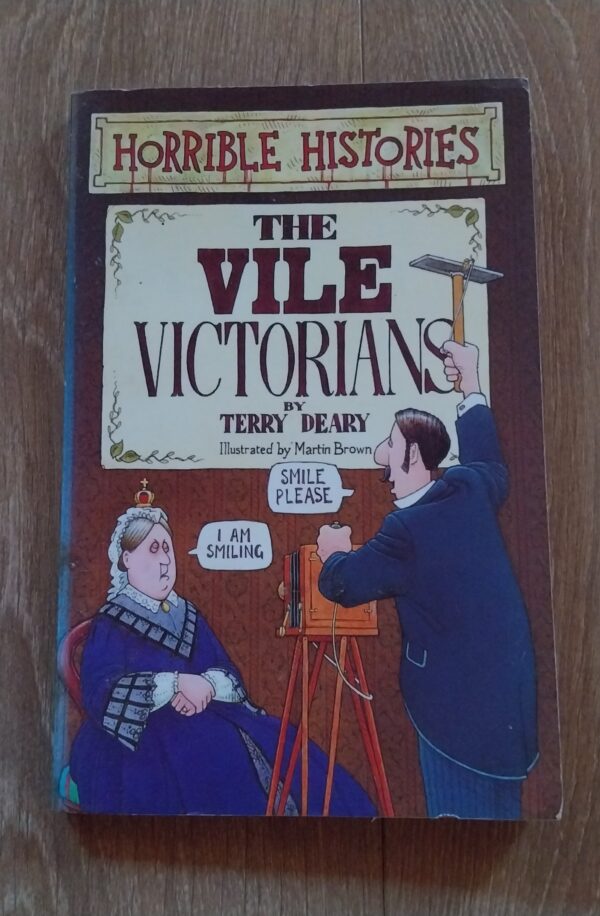 HORRIBLE HISTORIES
THE
VILE
VICTORIANS
BY
TERRY DEARY
Illustrated by Martin Brown
SMILE
PLEASE
I AM
SMILING